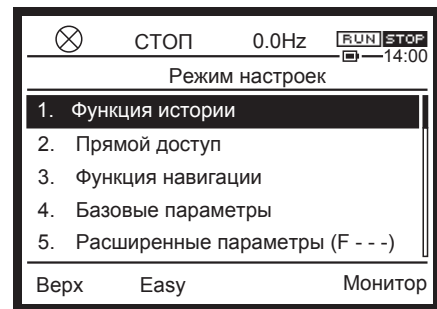 СТОП 0.0Hz RUN STOP
14:00
Режим настроек
1. Функция истории
2. Прямой доступ
3. Функция навигации
4. Базовые параметры
5. Расширенные параметры (F - - -)
Верх Easy Монитор